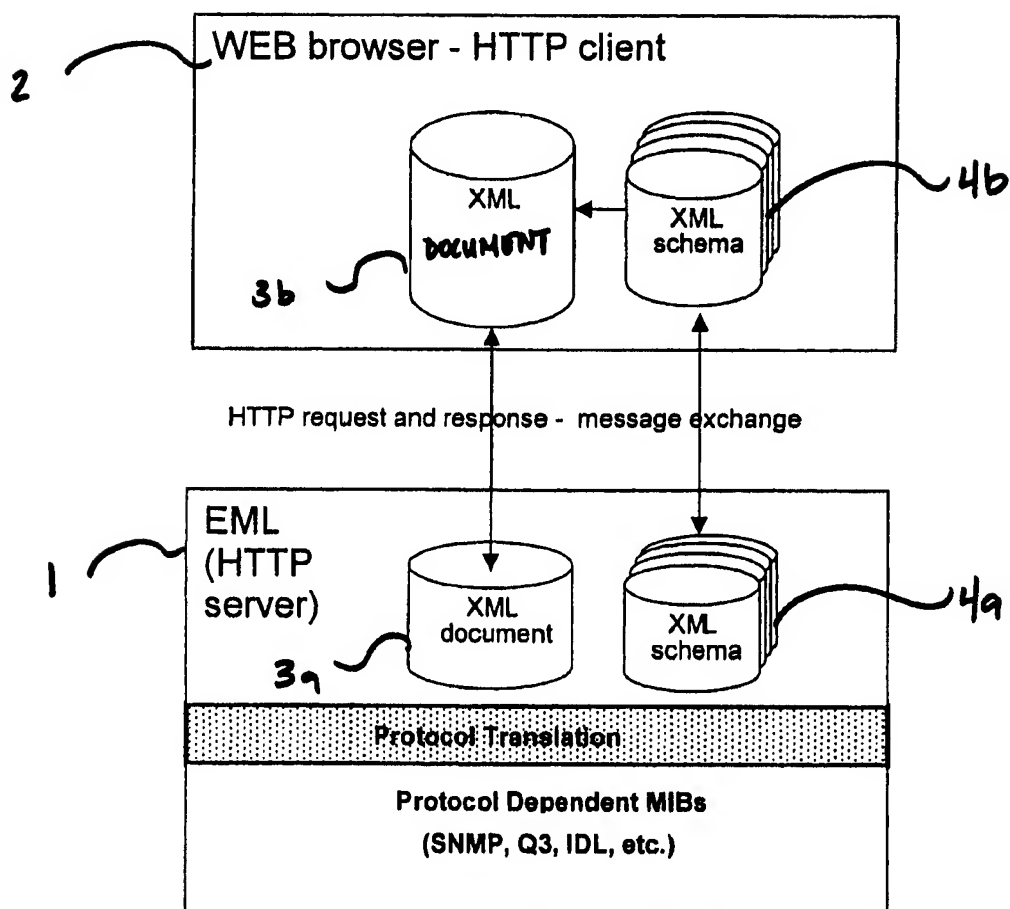 WEB browser - HTTP client
2
XML
DOCUMENT
XML
schema
4b
3b
HTTP request and response - message exchange
EML
(HTTP
server)
1
XML
document
XML
schema
4a
3a
Protocol Translation
Protocol Dependent MIBs
(SNMP, Q3, IDL, etc.)